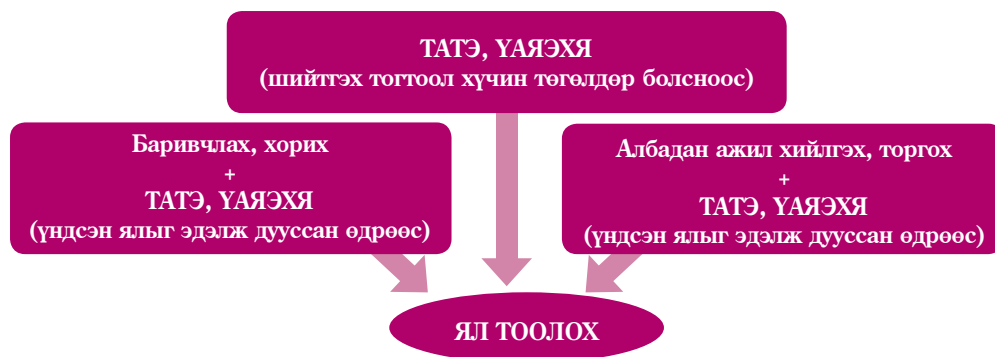 ТАТЭ, ҮАЯЭХЯ
(шийтгэх тогтоол хүчин төгөлдөр болсноос)
Баривчлах, хорих
+
ТАТЭ, ҮАЯЭХЯ
(үндсэн ялыг эдэлж дууссан өдрөөс)
Албадан ажил хийлгэх, торгох
+
ТАТЭ, ҮАЯЭХЯ
(үндсэн ялыг эдэлж дууссан өдрөөс)
ЯЛ ТООЛОХ